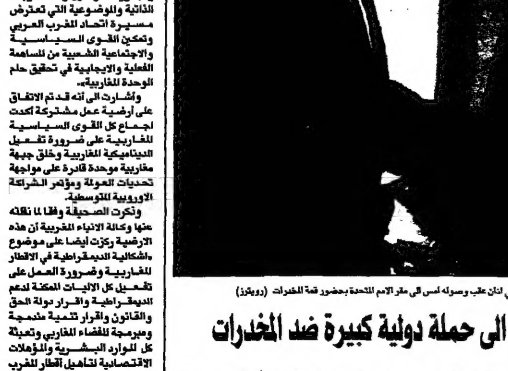 الذاتية والموضوعية التي تعترض
مسيرة اتحاد المغرب العربي
وتمكين القوى السياسية
والاجتماعية الشعبية من المساهمة
الفعلية والايجابية في تحقيق حلم
الوحدة المغاربية».
وأشارت الى أنه قد تم الاتفاق
على أرضية عمل مشتركة أكدت
اجماع كل القوى السياسية
المغاربية على ضرورة تفعيل
الديناميكية المغاربية وخلق جبهة
مغاربية موحدة قادرة على مواجهة
تحديات العولمة ومؤتمر الشراكة
الاوروبية المتوسطية.
وذكرت الصحيفة وفقا لما نقلته
عنها وكالة الانباء المغربية أن هذه
الارضية ركزت أيضا على موضوع
«اشكالية الديمقراطية في الاقطار
المغاربية وضرورة العمل على
تفعيل كل الاليات الممكنة لدعم
الديمقراطية واقرار دولة الحق
والقانون واقرار تنمية مندمجة
ومبرمجة للفضاء المغاربي وتعبئة
كل الموارد البشرية والمؤهلات
الاقتصادية لتأهيل أقطار المغرب
ي انان عقب وصوله امس الى مقر الامم المتحدة بحضور قمة المخدرات (رويترز)
الى حملة دولية كبيرة ضد المخدرات